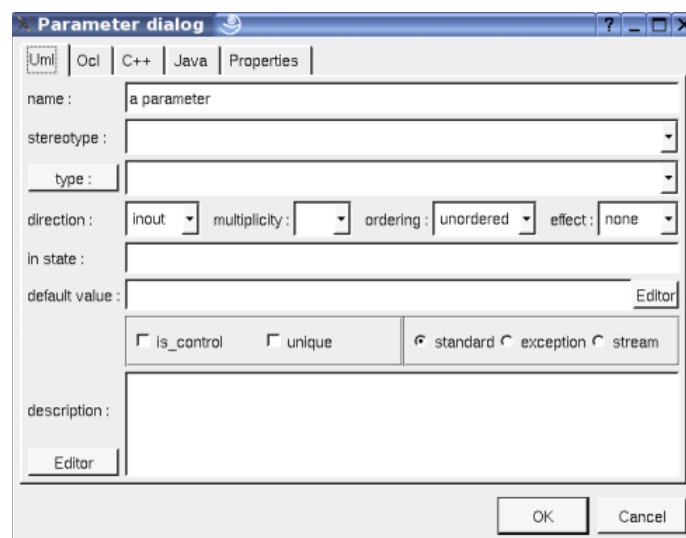 Parameter dialog ? 
Uml Ocl C++ Java Properties
name : a parameter
stereotype :
type :
direction : inout multiplicity : ordering : unordered effect : none
in state :
default value : Editor
is_control unique standard exception stream
description :
Editor
OK Cancel